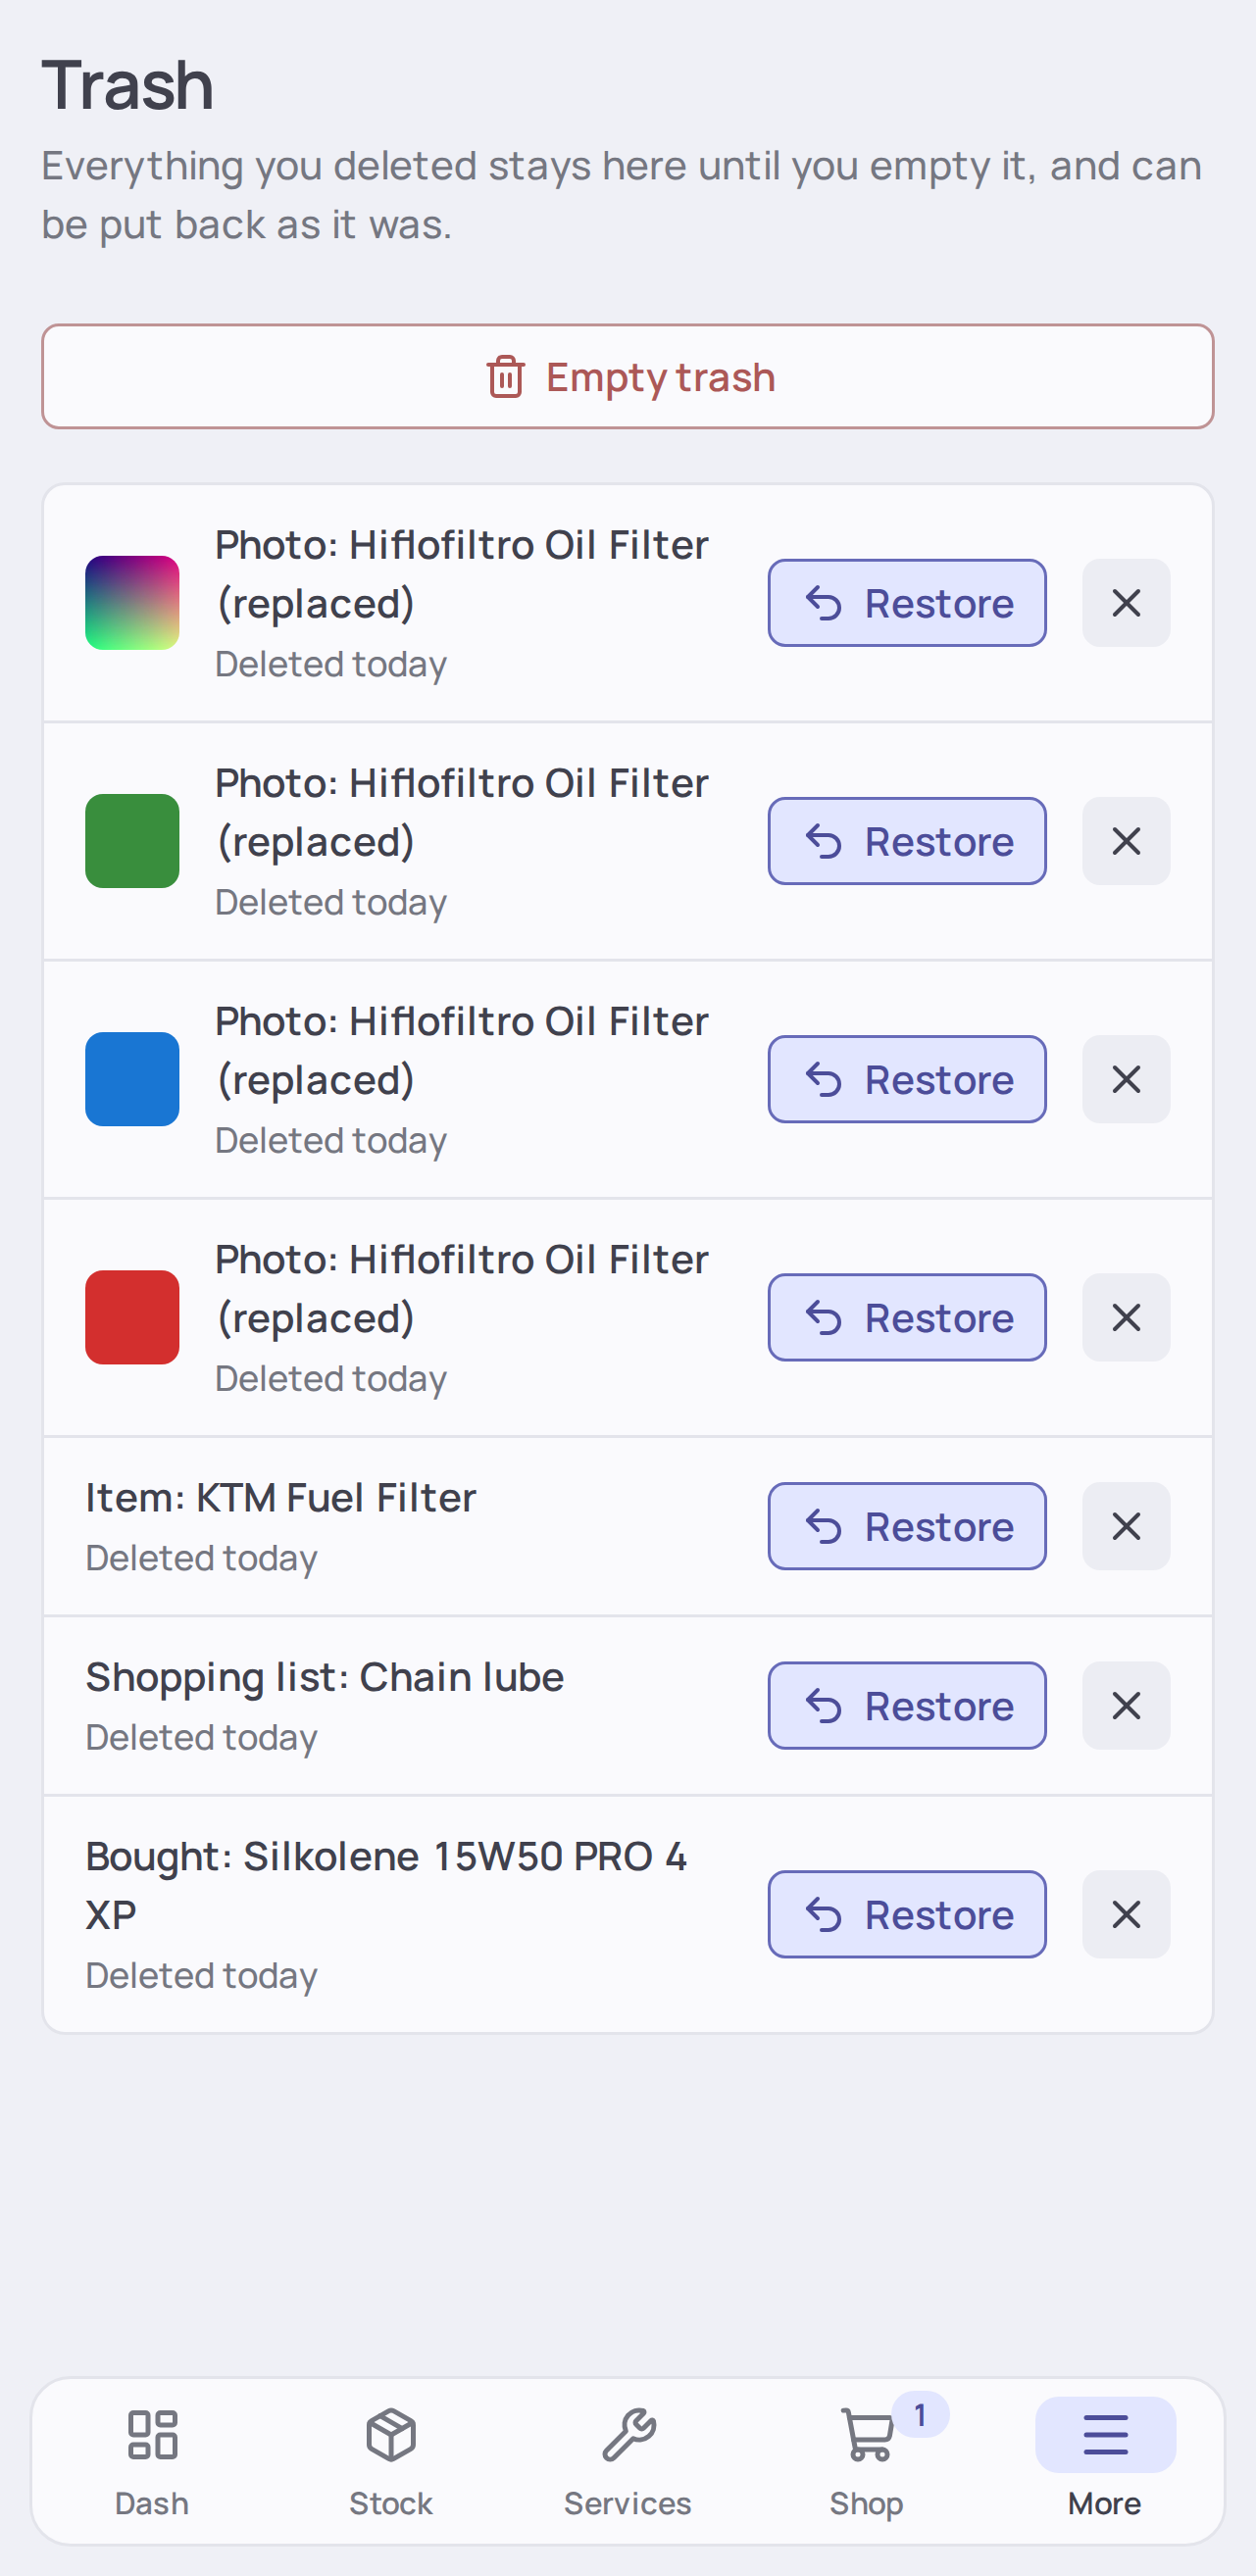 Trash
Everything you deleted stays here until you empty it, and can
be put back as it was.
Empty trash
Photo: Hiflofiltro Oil Filter
(replaced)
Deleted today
Restore
Photo: Hiflofiltro Oil Filter
(replaced)
Deleted today
Restore
Photo: Hiflofiltro Oil Filter
(replaced)
Deleted today
Restore
Photo: Hiflofiltro Oil Filter
(replaced)
Deleted today
Restore
Item: KTM Fuel Filter
Deleted today
Restore
Shopping list: Chain lube
Deleted today
Restore
Bought: Silkolene 15W50 PRO 4
XP
Deleted today
Restore
1
Dash
Stock
Services
Shop
More